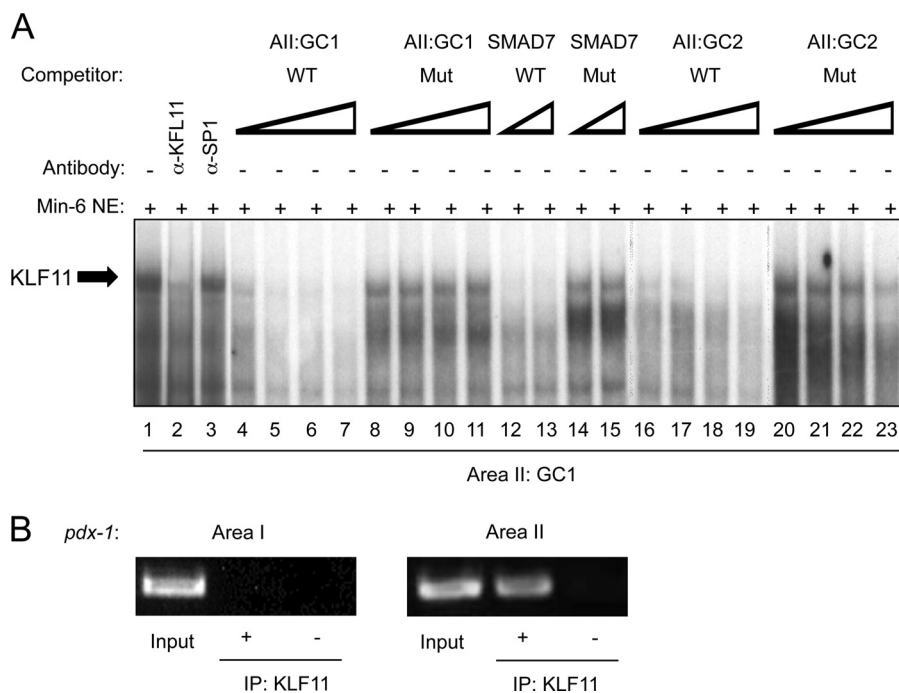 A
AII:GC1 AII:GC1 SMAD7 SMAD7 AII:GC2 AII:GC2
Competitor: WT Mut WT Mut WT Mut
α-KFL11
α-SP1
Antibody: - - - - - - - - - - - - - - - - - - - - -
Min-6 NE: + + + + + + + + + + + + + + + + + + + + + + +
KLF11
1 2 3 4 5 6 7 8 9 10 11 12 13 14 15 16 17 18 19 20 21 22 23
Area II: GC1
B
pdx-1: Area I Area II
Input + - Input + -
IP: KLF11 IP: KLF11